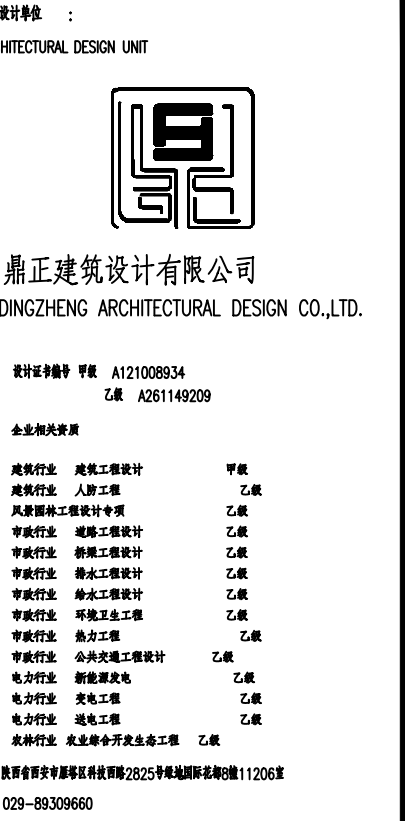 设计单位 ：
HITECTURAL DESIGN UNIT
鼎正建筑设计有限公司
DINGZHENG ARCHITECTURAL DESIGN CO.,LTD.
设计证书编号 甲级 A121008934
乙级 A261149209
企业相关资质
建筑行业 建筑工程设计 甲级
建筑行业 人防工程 乙级
风景园林工程设计专项 乙级
市政行业 道路工程设计 乙级
市政行业 桥梁工程设计 乙级
市政行业 排水工程设计 乙级
市政行业 给水工程设计 乙级
市政行业 环境卫生工程 乙级
市政行业 热力工程 乙级
市政行业 公共交通工程设计 乙级
电力行业 新能源发电 乙级
电力行业 变电工程 乙级
电力行业 送电工程 乙级
农林行业 农业综合开发生态工程 乙级
陕西省西安市雁塔区科技西路2825号绿地国际花都8幢11206室
029-89309660